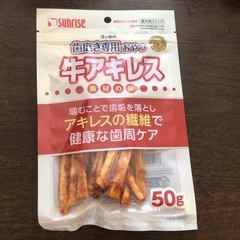 sunrise
ゴン太の
歯磨き専用おやつ
牛アキレス
素材の
噛むことで歯垢を落とし
アキレスの繊維で
健康な歯周ケア
50g